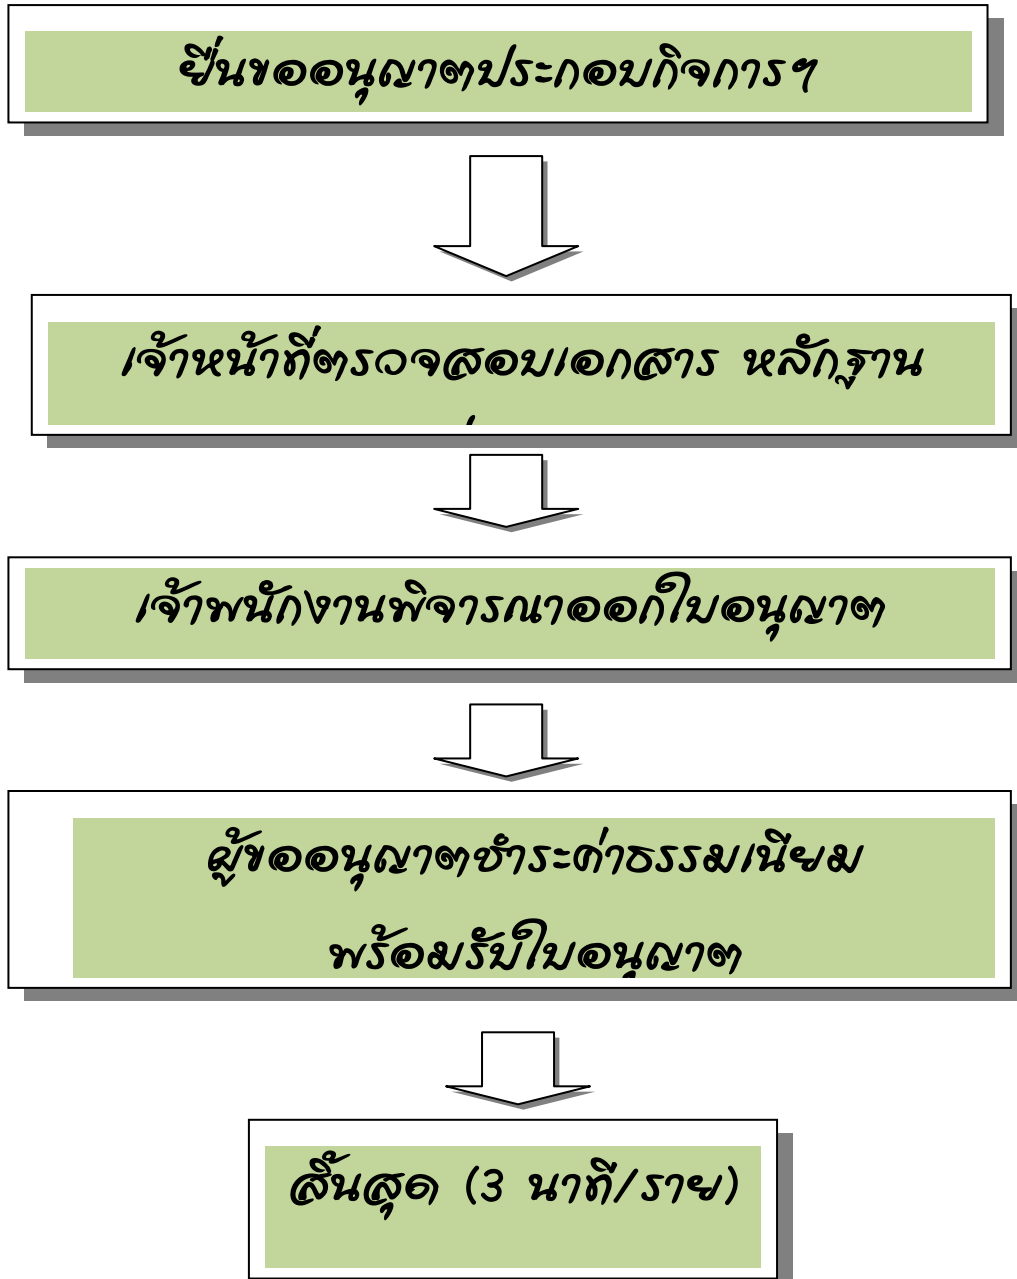 ยื่นขออนุญาตประกอบกิจการฯ
เจ้าหน้าที่ตรวจสอบเอกสาร หลักฐาน
เจ้าพนักงานพิจารณาออกใบอนุญาต
ผู้ขออนุญาตชำระค่าธรรมเนียม
พร้อมรับใบอนุญาต
สิ้นสุด (3 นาที/ราย)